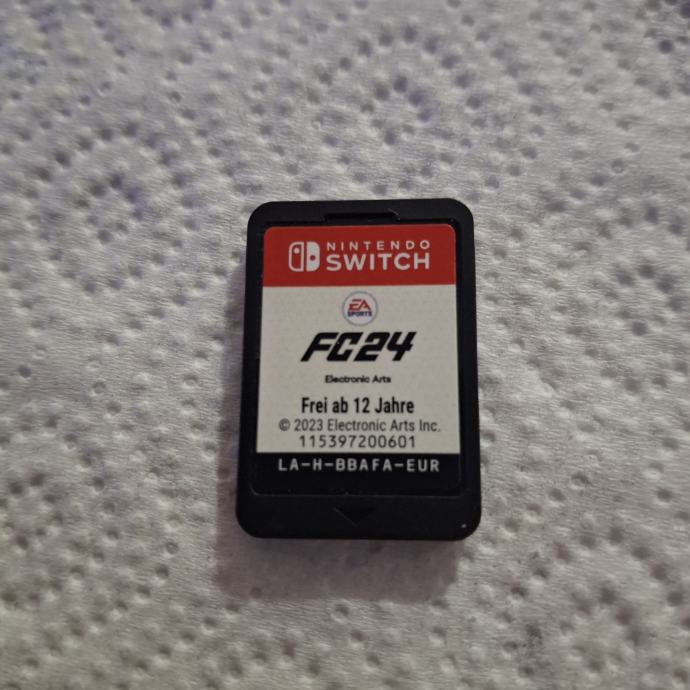 NINTENDO
SWITCH
EA
SPORTS
FC24
Electronic Arts
Frei ab 12 Jahre
© 2023 Electronic Arts Inc.
115397200601
LA-H-BBAFA-EUR